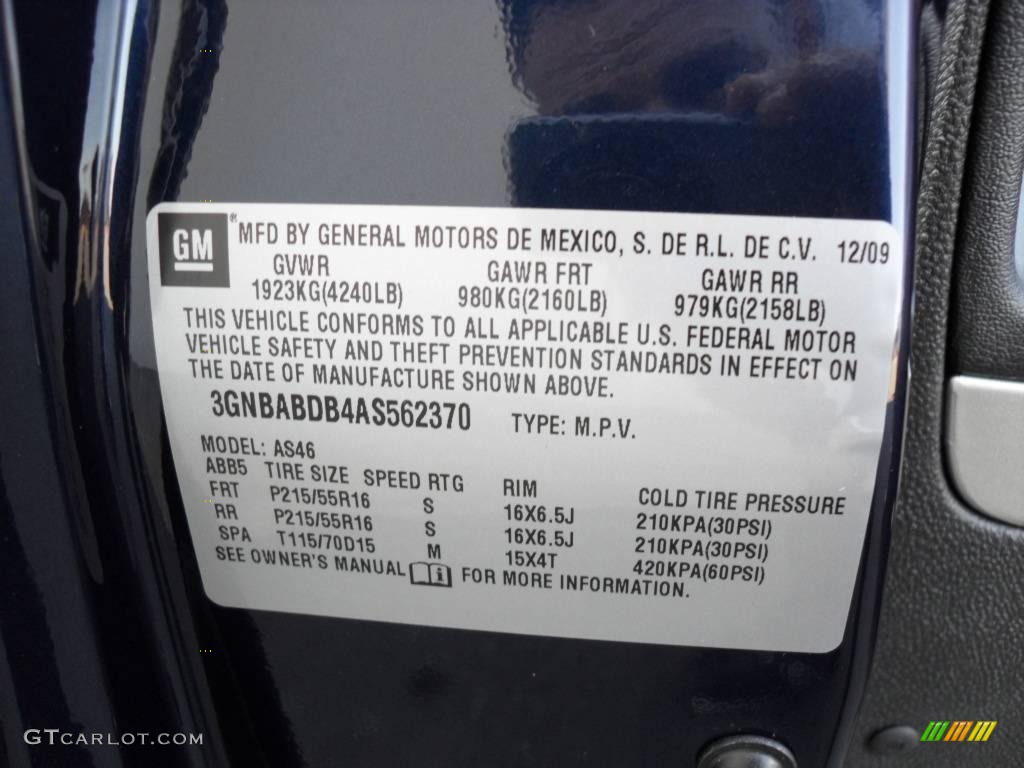 GM® MFD BY GENERAL MOTORS DE MEXICO, S. DE R.L. DE C.V. 12/09
GVWR GAWR FRT GAWR RR
1923KG(4240LB) 980KG(2160LB) 979KG(2158LB)
THIS VEHICLE CONFORMS TO ALL APPLICABLE U.S. FEDERAL MOTOR
VEHICLE SAFETY AND THEFT PREVENTION STANDARDS IN EFFECT ON
THE DATE OF MANUFACTURE SHOWN ABOVE.
3GNBABDB4AS562370 TYPE: M.P.V.
MODEL: AS46
ABB5 TIRE SIZE SPEED RTG RIM COLD TIRE PRESSURE
FRT P215/55R16 S 16X6.5J 210KPA(30PSI)
RR P215/55R16 S 16X6.5J 210KPA(30PSI)
SPA T115/70D15 M 15X4T 420KPA(60PSI)
SEE OWNER'S MANUAL FOR MORE INFORMATION.
GTCARLOT.COM